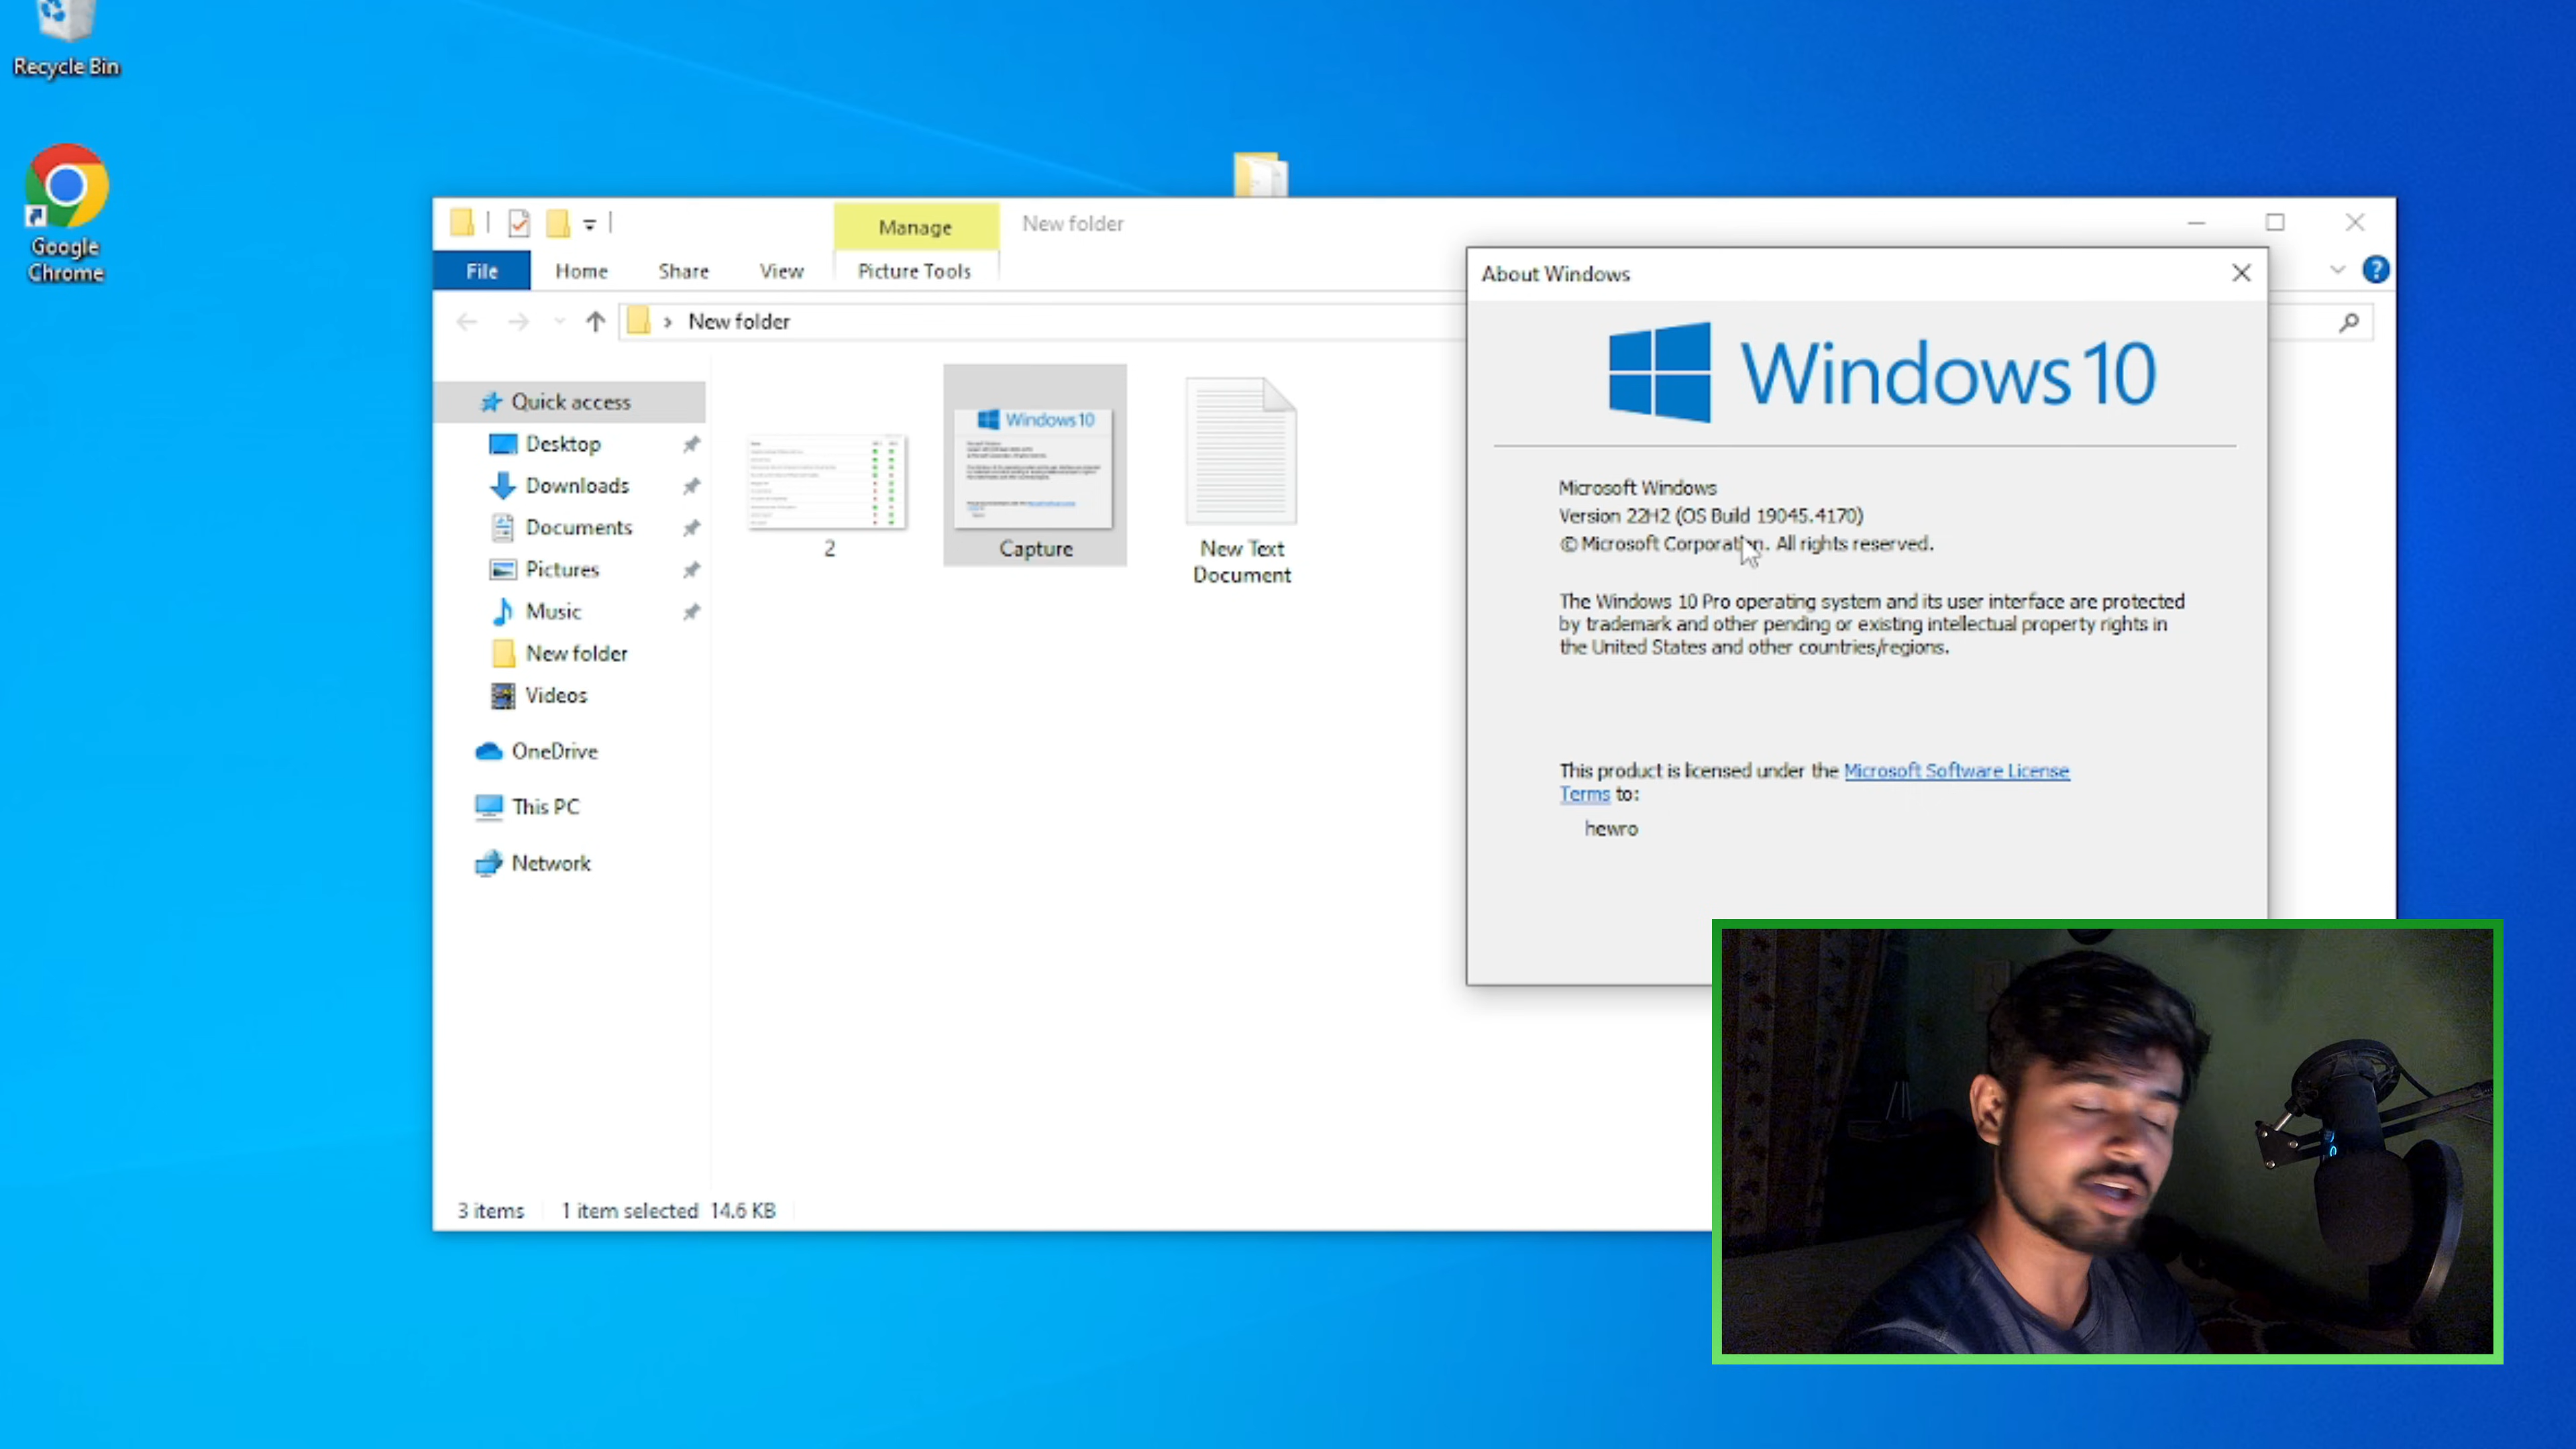 Recycle Bin
Google
Chrome
Manage
New folder
File
Home
Share
View
Picture Tools
New folder
Quick access
Desktop
Downloads
Documents
Pictures
Music
New folder
Videos
OneDrive
This PC
Network
2
Windows 10
Capture
New Text
Document
3 items
1 item selected 14.6 KB
About Windows
Windows 10
Microsoft Windows
Version 22H2 (OS Build 19045.4170)
© Microsoft Corporation. All rights reserved.
The Windows 10 Pro operating system and its user interface are protected
by trademark and other pending or existing intellectual property rights in
the United States and other countries/regions.
This product is licensed under the Microsoft Software License
Terms to:
hewro